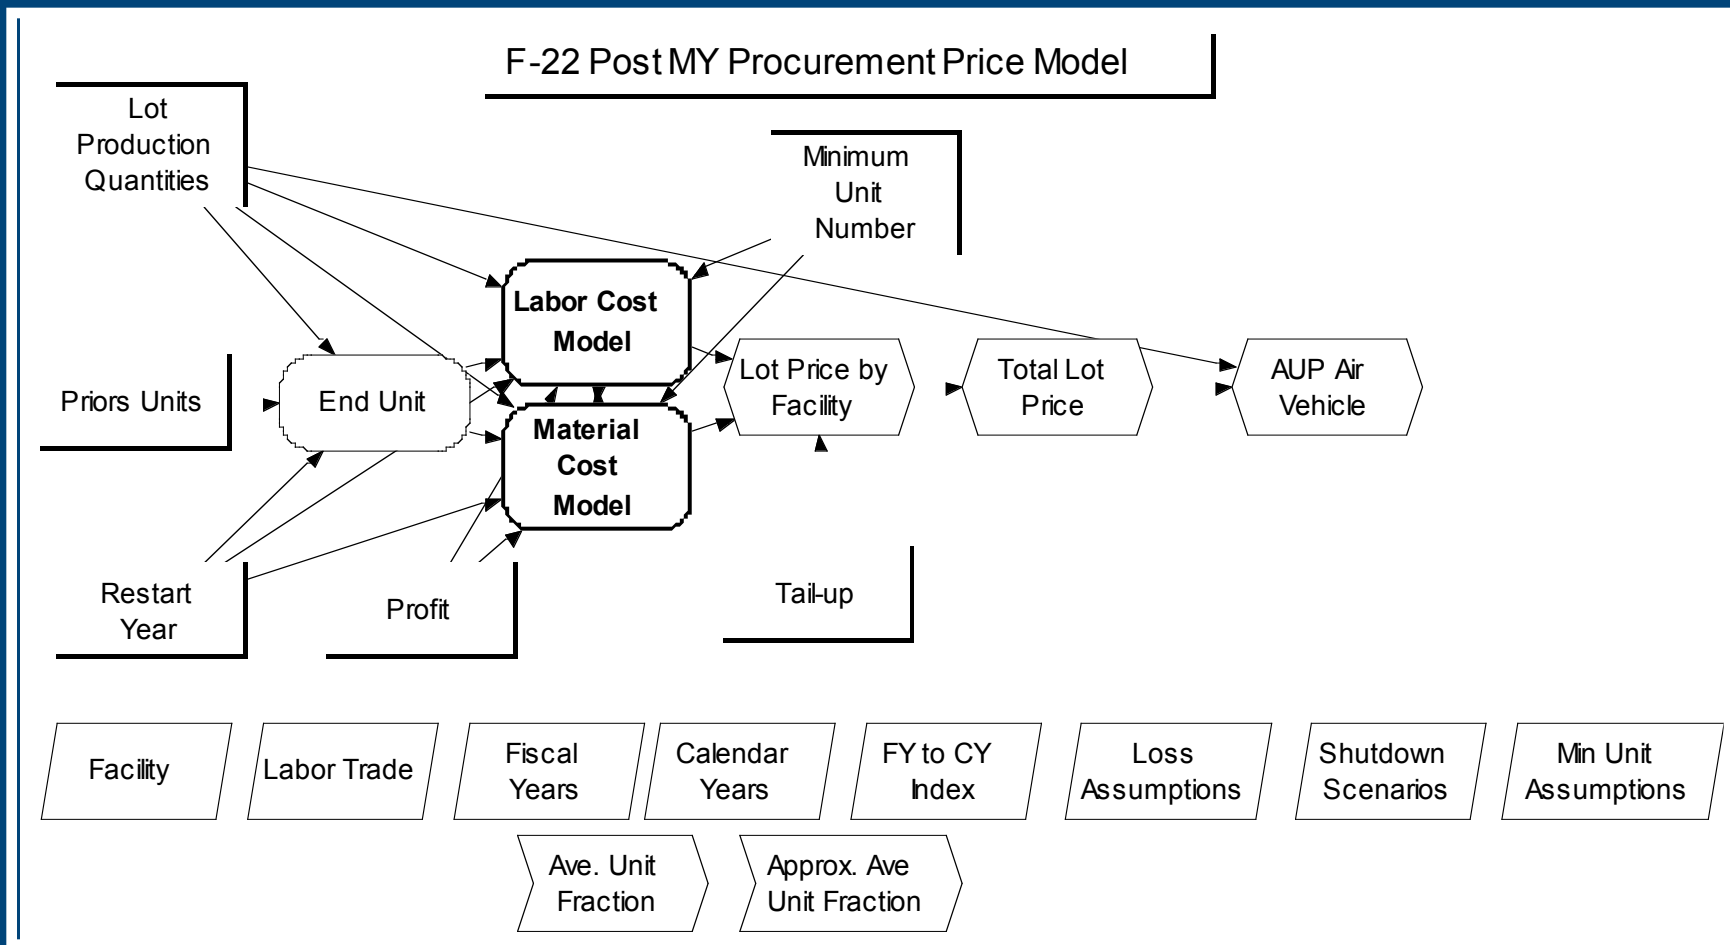 F-22 Post MY Procurement Price Model
Lot
Production
Quantities
Minimum
Unit
Number
Labor Cost
Model
Priors Units
End Unit
Material
Cost
Model
Lot Price by
Facility
Total Lot
Price
AUP Air
Vehicle
Restart
Year
Profit
Tail-up
Facility
Labor Trade
Fiscal
Years
Calendar
Years
FY to CY
Index
Loss
Assumptions
Shutdown
Scenarios
Min Unit
Assumptions
Ave. Unit
Fraction
Approx. Ave
Unit Fraction